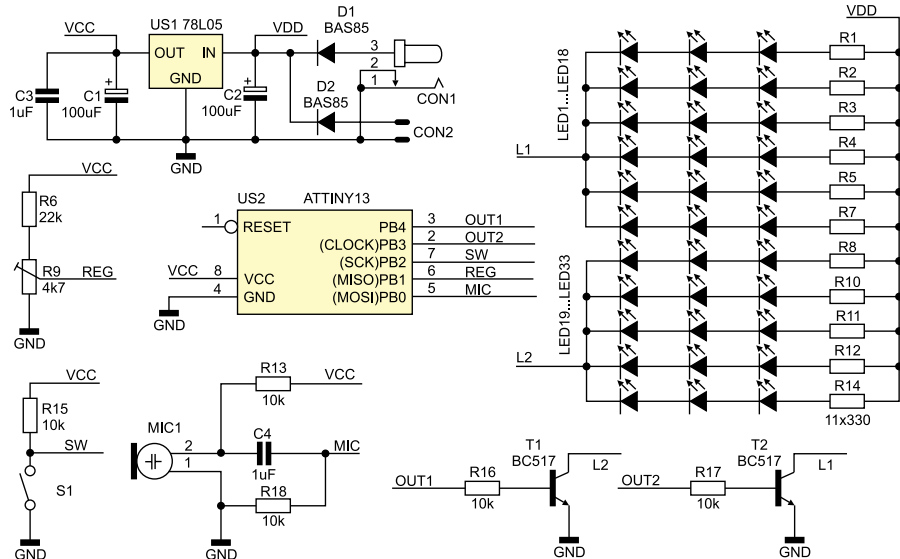 VCC
US1 78L05
VDD
D1
BAS85
OUT IN
GND
3
2
1
CON1
C3
1uF
C1
100uF
+
C2
100uF
+
D2
BAS85
CON2
GND
VCC
R6
22k
R9
4k7
REG
GND
US2 ATTINY13
1 RESET
PB4 3 OUT1
(CLOCK)PB3 2 OUT2
(SCK)PB2 7 SW
VCC 8 VCC
(MISO)PB1 6 REG
4 GND
(MOSI)PB0 5 MIC
GND
VDD
LED1...LED18
L1
R1
R2
R3
R4
R5
R7
LED19...LED33
L2
R8
R10
R11
R12
R14
11x330
VCC
R15
10k
SW
S1
GND
MIC1
2
1
R13
10k
VCC
C4
1uF
MIC
R18
10k
GND
OUT1
R16
10k
T1
BC517
L2
GND
OUT2
R17
10k
T2
BC517
L1
GND